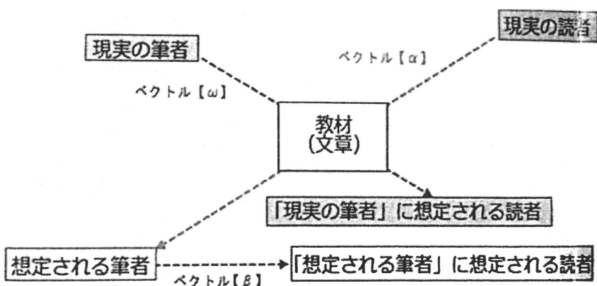 現実の筆者
現実の読者
ベクトル【α】
ベクトル【ω】
教材
(文章)
「現実の筆者」に想定される読者
想定される筆者
ベクトル【β】
「想定される筆者」に想定される読者